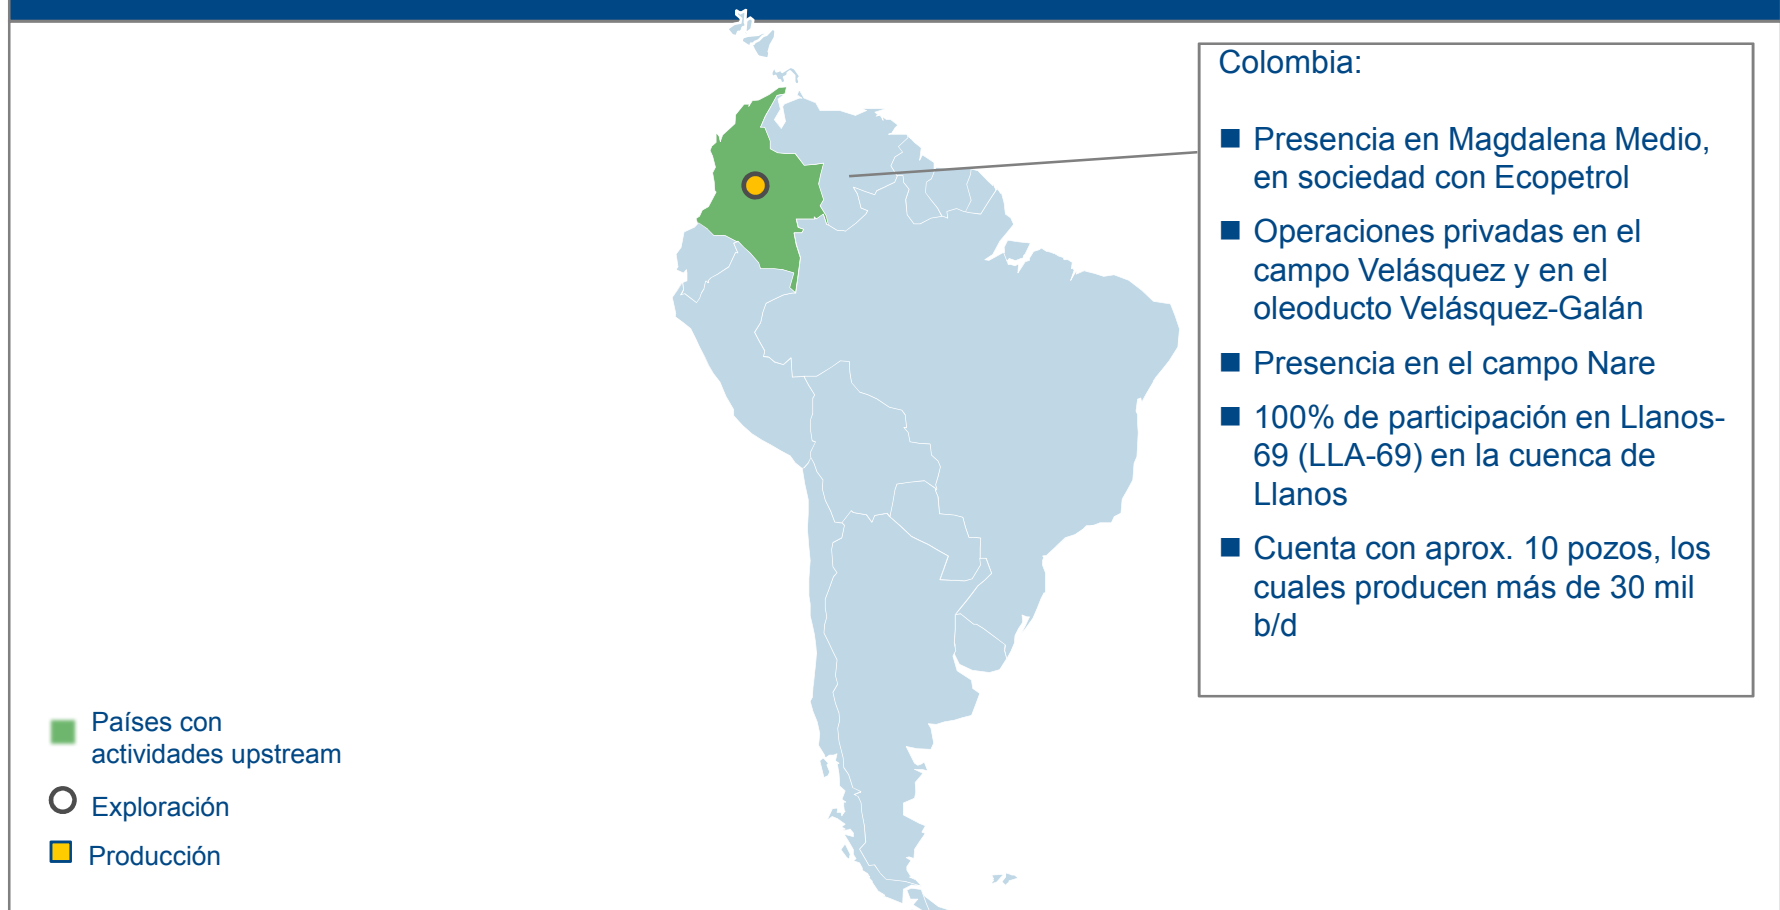 Colombia:
Presencia en Magdalena Medio,
en sociedad con Ecopetrol
Operaciones privadas en el
campo Velásquez y en el
oleoducto Velásquez-Galán
Presencia en el campo Nare
100% de participación en Llanos-
69 (LLA-69) en la cuenca de
Llanos
Cuenta con aprox. 10 pozos, los
cuales producen más de 30 mil
b/d
Países con
actividades upstream
Exploración
Producción